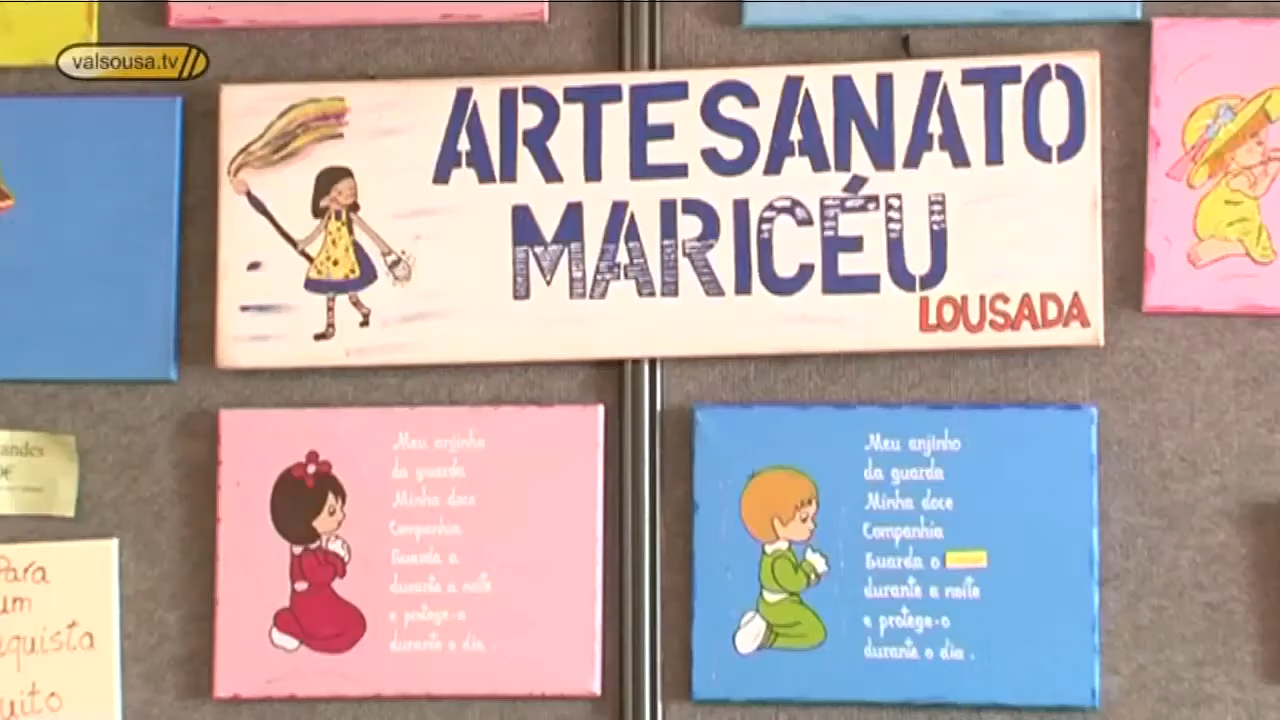 valsousa.tv
ARTESANATO
MARICÉU
LOUSADA
Meu anjinho
da guarda
Minha doce
Companhia
Guarda a
durante a noite
e protege-a
durante o dia.
Meu anjinho
da guarda
Minha doce
Companhia
Guarda o
durante a noite
e protege-o
durante o dia.
andes
Para
um
quista
uito